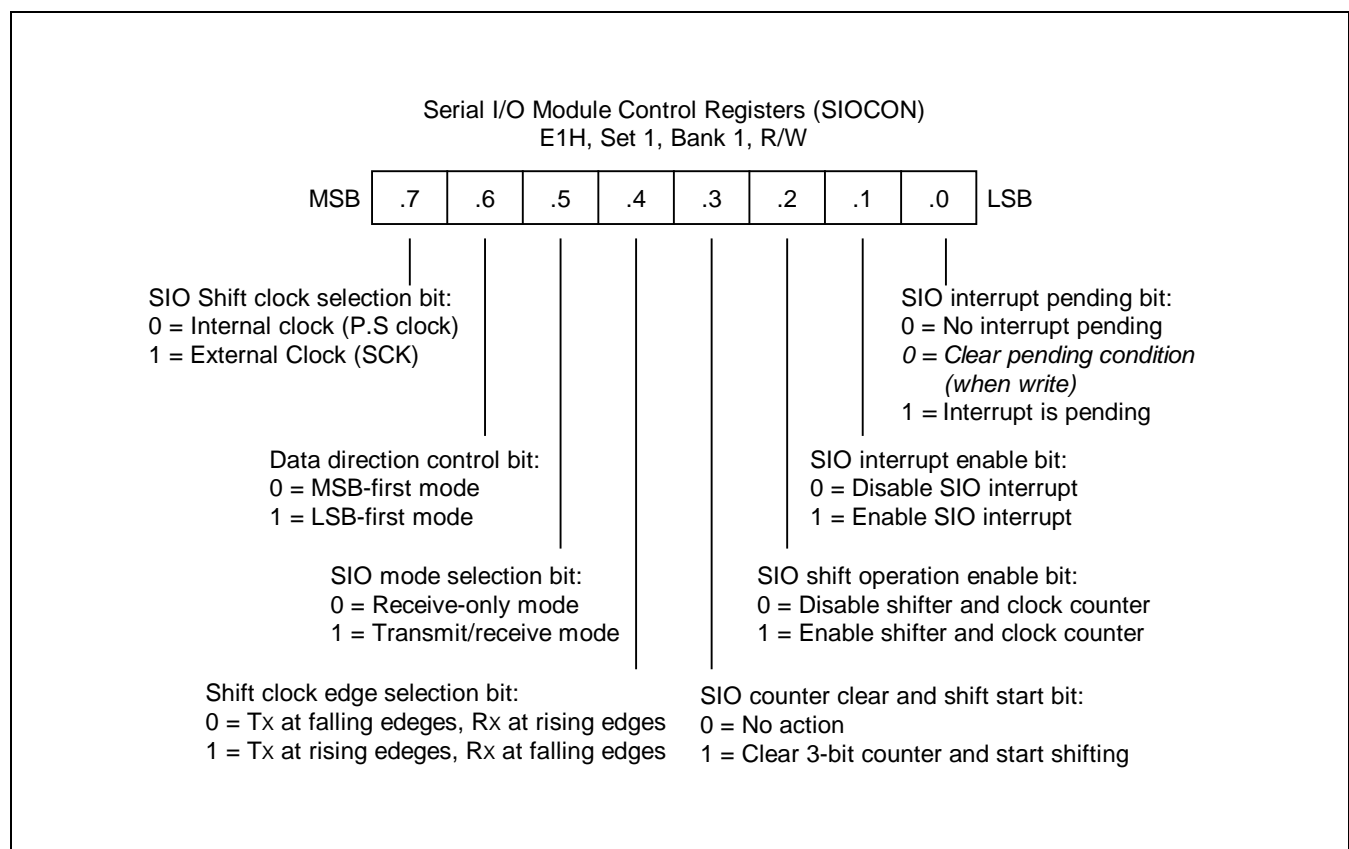 Serial I/O Module Control Registers (SIOCON)
E1H, Set 1, Bank 1, R/W
MSB .7 .6 .5 .4 .3 .2 .1 .0 LSB
SIO Shift clock selection bit:
0 = Internal clock (P.S clock)
1 = External Clock (SCK)
SIO interrupt pending bit:
0 = No interrupt pending
0 = Clear pending condition
(when write)
1 = Interrupt is pending
Data direction control bit:
0 = MSB-first mode
1 = LSB-first mode
SIO interrupt enable bit:
0 = Disable SIO interrupt
1 = Enable SIO interrupt
SIO mode selection bit:
0 = Receive-only mode
1 = Transmit/receive mode
SIO shift operation enable bit:
0 = Disable shifter and clock counter
1 = Enable shifter and clock counter
Shift clock edge selection bit:
0 = Tx at falling edeges, Rx at rising edges
1 = Tx at rising edeges, Rx at falling edges
SIO counter clear and shift start bit:
0 = No action
1 = Clear 3-bit counter and start shifting